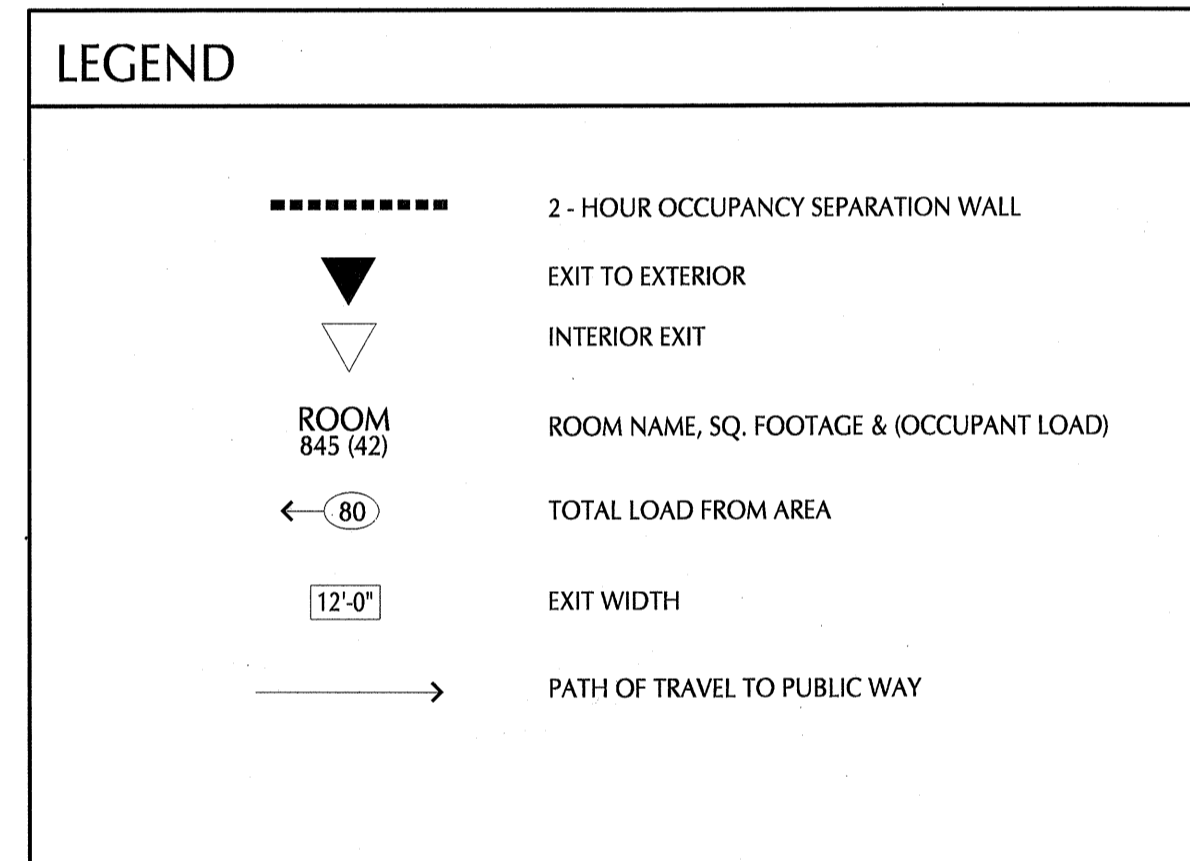 LEGEND
2 - HOUR OCCUPANCY SEPARATION WALL
EXIT TO EXTERIOR
INTERIOR EXIT
ROOM
845 (42)
ROOM NAME, SQ. FOOTAGE & (OCCUPANT LOAD)
80
TOTAL LOAD FROM AREA
12'-0"
EXIT WIDTH
PATH OF TRAVEL TO PUBLIC WAY